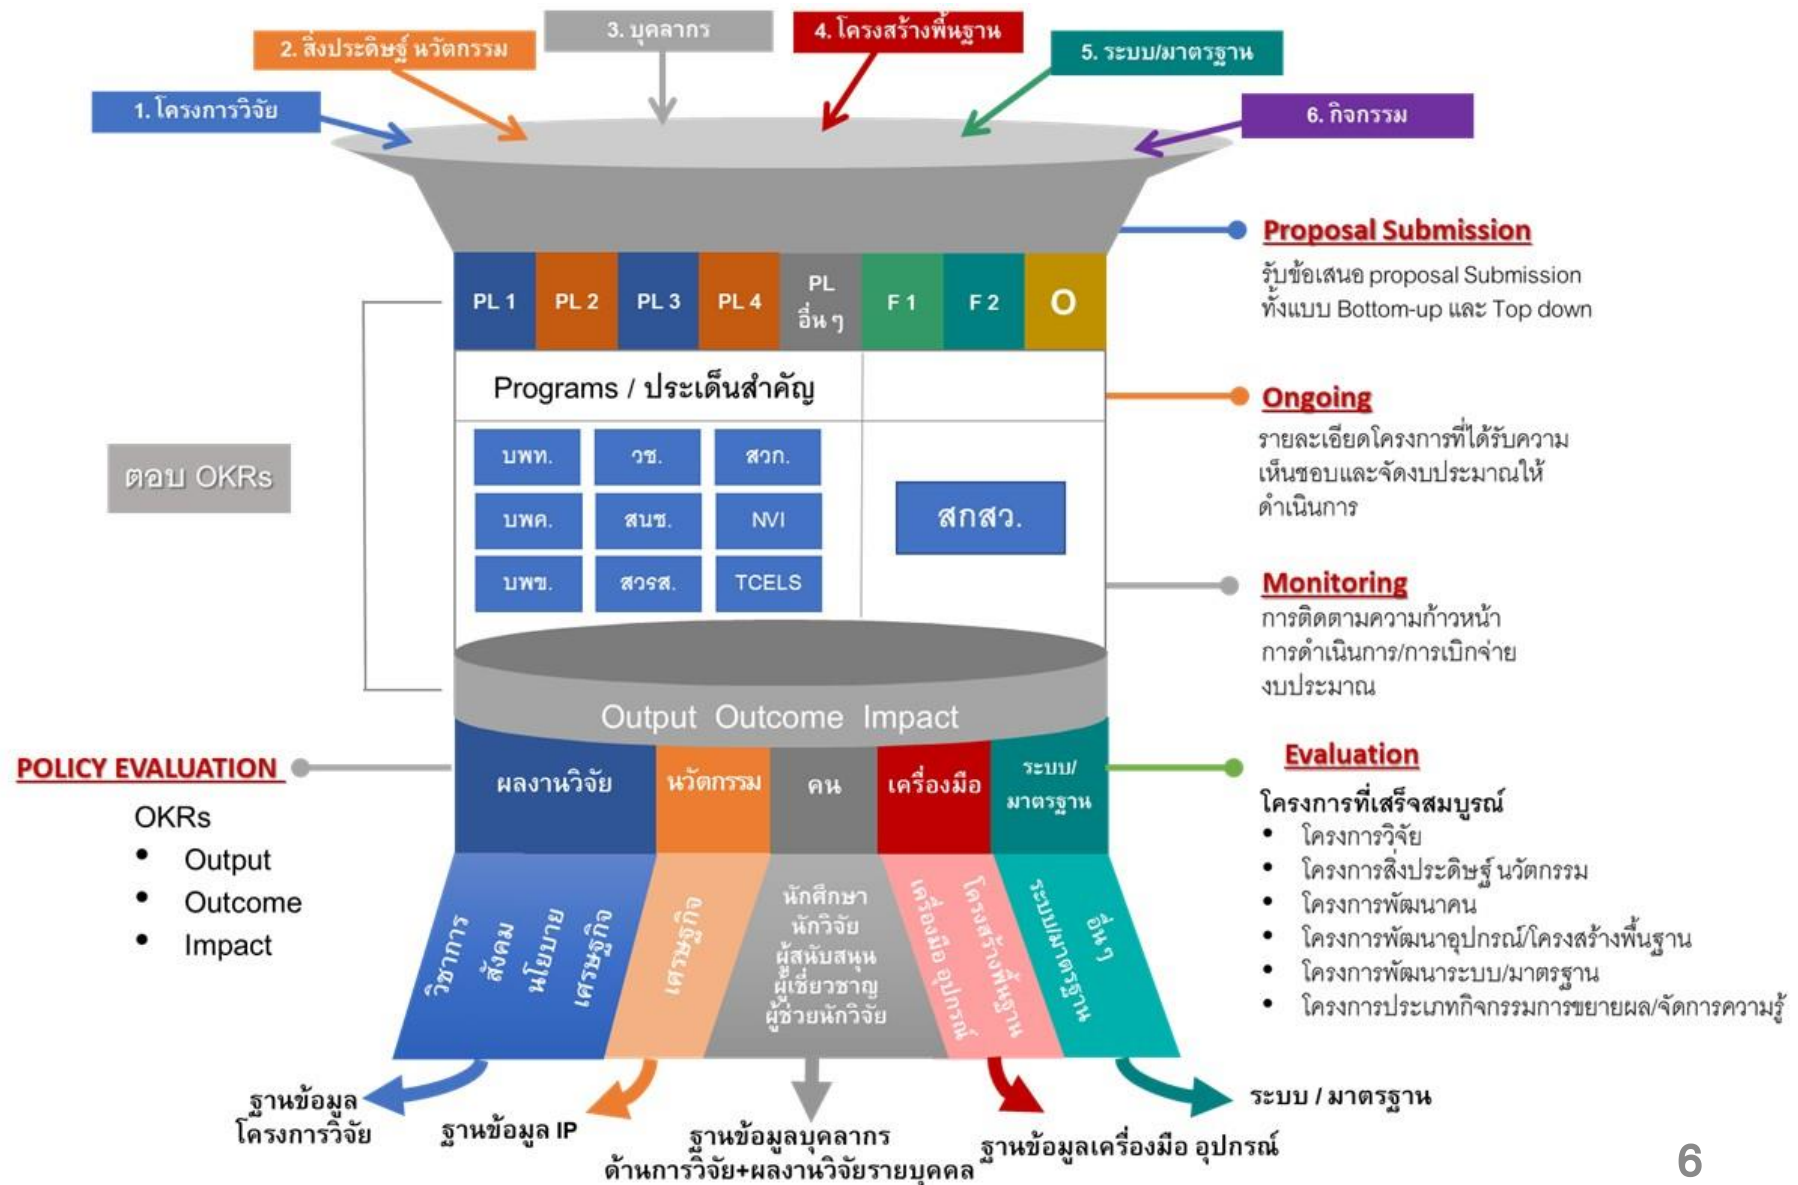 1. โครงการวิจัย
2. สิ่งประดิษฐ์ นวัตกรรม
3. บุคลากร
4. โครงสร้างพื้นฐาน
5. ระบบ/มาตรฐาน
6. กิจกรรม
PL 1
PL 2
PL 3
PL 4
PL
อื่น ๆ
F 1
F 2
O
Programs / ประเด็นสำคัญ
บพท.
วช.
สวก.
บพค.
สนช.
NVI
บพข.
สวรส.
TCELS
สกสว.
ตอบ OKRs
Output Outcome Impact
ผลงานวิจัย
นวัตกรรม
คน
เครื่องมือ
ระบบ/
มาตรฐาน
วิชาการ
สังคม
นโยบาย
เศรษฐกิจ
เศรษฐกิจ
นักศึกษา
นักวิจัย
ผู้สนับสนุน
ผู้เชี่ยวชาญ
ผู้ช่วยนักวิจัย
เครื่องมือ อุปกรณ์
โครงสร้างพื้นฐาน
ระบบ/มาตรฐาน
อื่น ๆ
ฐานข้อมูล
โครงการวิจัย
ฐานข้อมูล IP
ฐานข้อมูลบุคลากร
ด้านการวิจัย+ผลงานวิจัยรายบุคคล
ฐานข้อมูลเครื่องมือ อุปกรณ์
ระบบ / มาตรฐาน
POLICY EVALUATION
OKRs
• Output
• Outcome
• Impact
Proposal Submission
รับข้อเสนอ proposal Submission
ทั้งแบบ Bottom-up และ Top down
Ongoing
รายละเอียดโครงการที่ได้รับความ
เห็นชอบและจัดงบประมาณให้
ดำเนินการ
Monitoring
การติดตามความก้าวหน้า
การดำเนินการ/การเบิกจ่าย
งบประมาณ
Evaluation
โครงการที่เสร็จสมบูรณ์
• โครงการวิจัย
• โครงการสิ่งประดิษฐ์ นวัตกรรม
• โครงการพัฒนาคน
• โครงการพัฒนาอุปกรณ์/โครงสร้างพื้นฐาน
• โครงการพัฒนาระบบ/มาตรฐาน
• โครงการประเภทกิจกรรมการขยายผล/จัดการความรู้
6